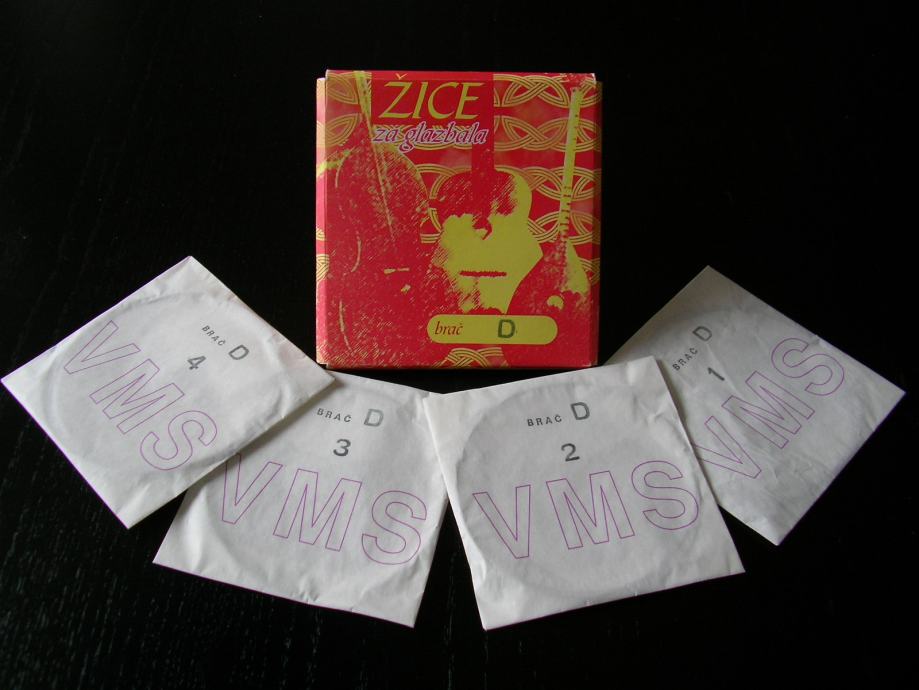 ŽICE
za glazbala
brač D
BRAČ D
4
VMS
BRAČ D
3
VMS
BRAČ D
2
VMS
BRAČ D
1
VMS